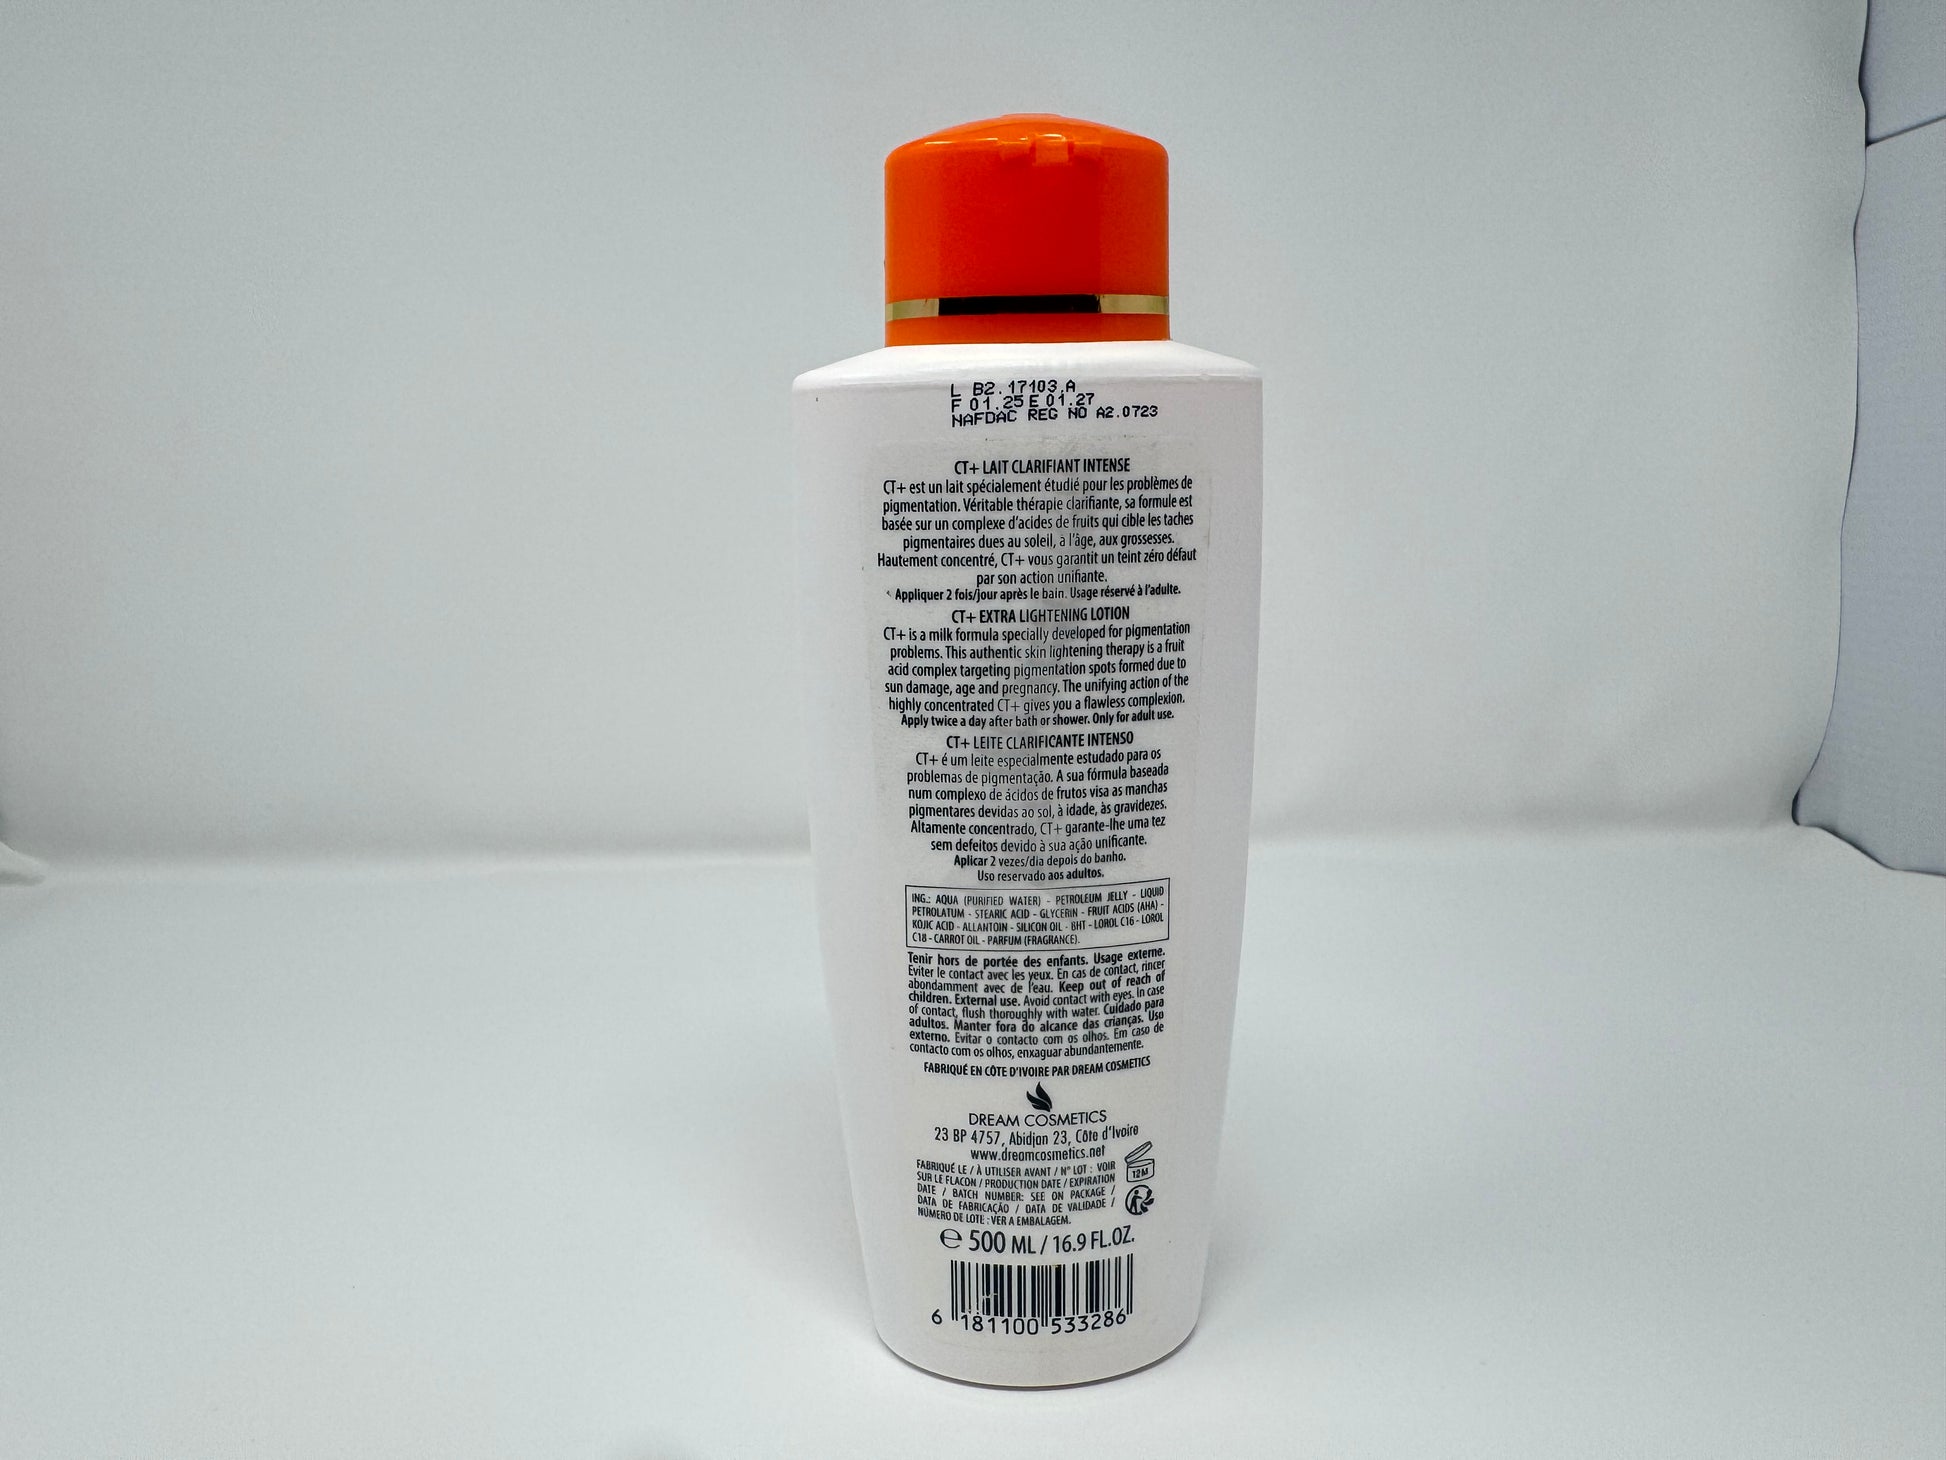 L B2.17103.A
F 01.25 E 01.27
NAFDAC REG NO A2.0723
CT+ LAIT CLARIFIANT INTENSE
CT+ est un lait spécialement étudié pour les problèmes de
pigmentation. Véritable thérapie clarifiante, sa formule est
basée sur un complexe d'acides de fruits qui cible les taches
pigmentaires dues au soleil, à l'âge, aux grossesses.
Hautement concentré, CT+ vous garantit un teint zéro défaut
par son action unifiante.
Appliquer 2 fois/jour après le bain. Usage réservé à l'adulte.
CT+ EXTRA LIGHTENING LOTION
CT+ is a milk formula specially developed for pigmentation
problems. This authentic skin lightening therapy is a fruit
acid complex targeting pigmentation spots formed due to
sun damage, age and pregnancy. The unifying action of the
highly concentrated CT+ gives you a flawless complexion.
Apply twice a day after bath or shower. Only for adult use.
CT+ LEITE CLARIFICANTE INTENSO
CT+ é um leite especialmente estudado para os
problemas de pigmentação. A sua fórmula baseada
num complexo de ácidos de frutos visa as manchas
pigmentares devidas ao sol, à idade, às gravidezes.
Altamente concentrado, CT+ garante-lhe uma tez
sem defeitos devido à sua ação unificante.
Aplicar 2 vezes/dia depois do banho.
Uso reservado aos adultos.
ING.: AQUA (PURIFIED WATER) - PETROLEUM JELLY - LIQUID
PETROLATUM - STEARIC ACID - GLYCERIN - FRUIT ACIDS (AHA) -
KOJIC ACID - ALLANTOIN - SILICON OIL - BHT - LOROL C16 - LOROL
C18 - CARROT OIL - PARFUM (FRAGRANCE).
Tenir hors de portée des enfants. Usage externe.
Eviter le contact avec les yeux. En cas de contact, rincer
abondamment avec de l'eau. Keep out of reach of
children. External use. Avoid contact with eyes. In case
of contact, flush thoroughly with water. Cuidado para
adultos. Manter fora do alcance das crianças. Uso
externo. Evitar o contacto com os olhos. Em caso de
contacto com os olhos, enxaguar abundantemente.
FABRIQUÉ EN CÔTE D'IVOIRE PAR DREAM COSMETICS
DREAM COSMETICS
23 BP 4757, Abidjan 23, Côte d'Ivoire
www.dreamcosmetics.net
FABRIQUÉ LE / À UTILISER AVANT / N° LOT : VOIR
SUR LE FLACON / PRODUCTION DATE / EXPIRATION
DATE / BATCH NUMBER: SEE ON PACKAGE /
DATA DE FABRICAÇÃO / DATA DE VALIDADE /
NÚMERO DE LOTE : VER A EMBALAGEM.
12M
℮ 500 ML / 16.9 FL.OZ.
6 181100 533286